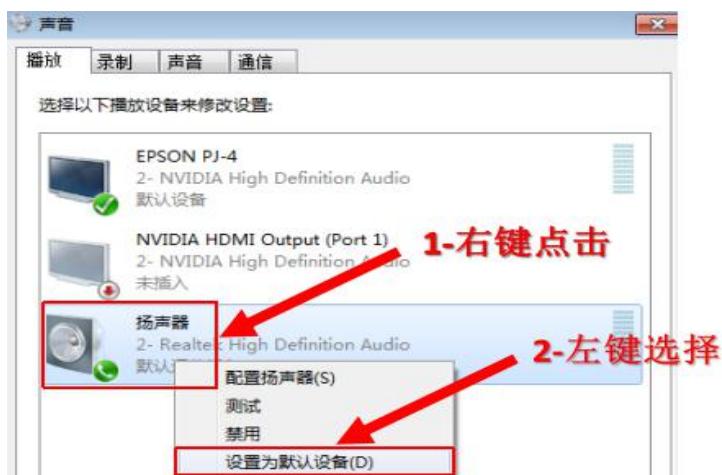 声音
播放 录制 声音 通信
选择以下播放设备来修改设置:
EPSON PJ-4
2- NVIDIA High Definition Audio
默认设备
NVIDIA HDMI Output (Port 1)
2- NVIDIA High Definition Audio
未插入
1-右键点击
扬声器
2- Realtek High Definition Audio
默认
2-左键选择
配置扬声器(S)
测试
禁用
设置为默认设备(D)